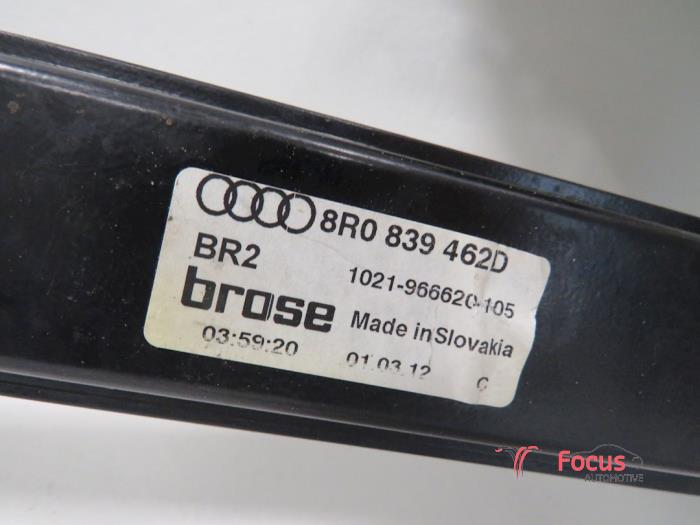 8R0 839 462D
BR2
1021-966620-105
brose
Made in Slovakia
03:59:20
01.03.12
C
Focus
AUTOMOTIVE